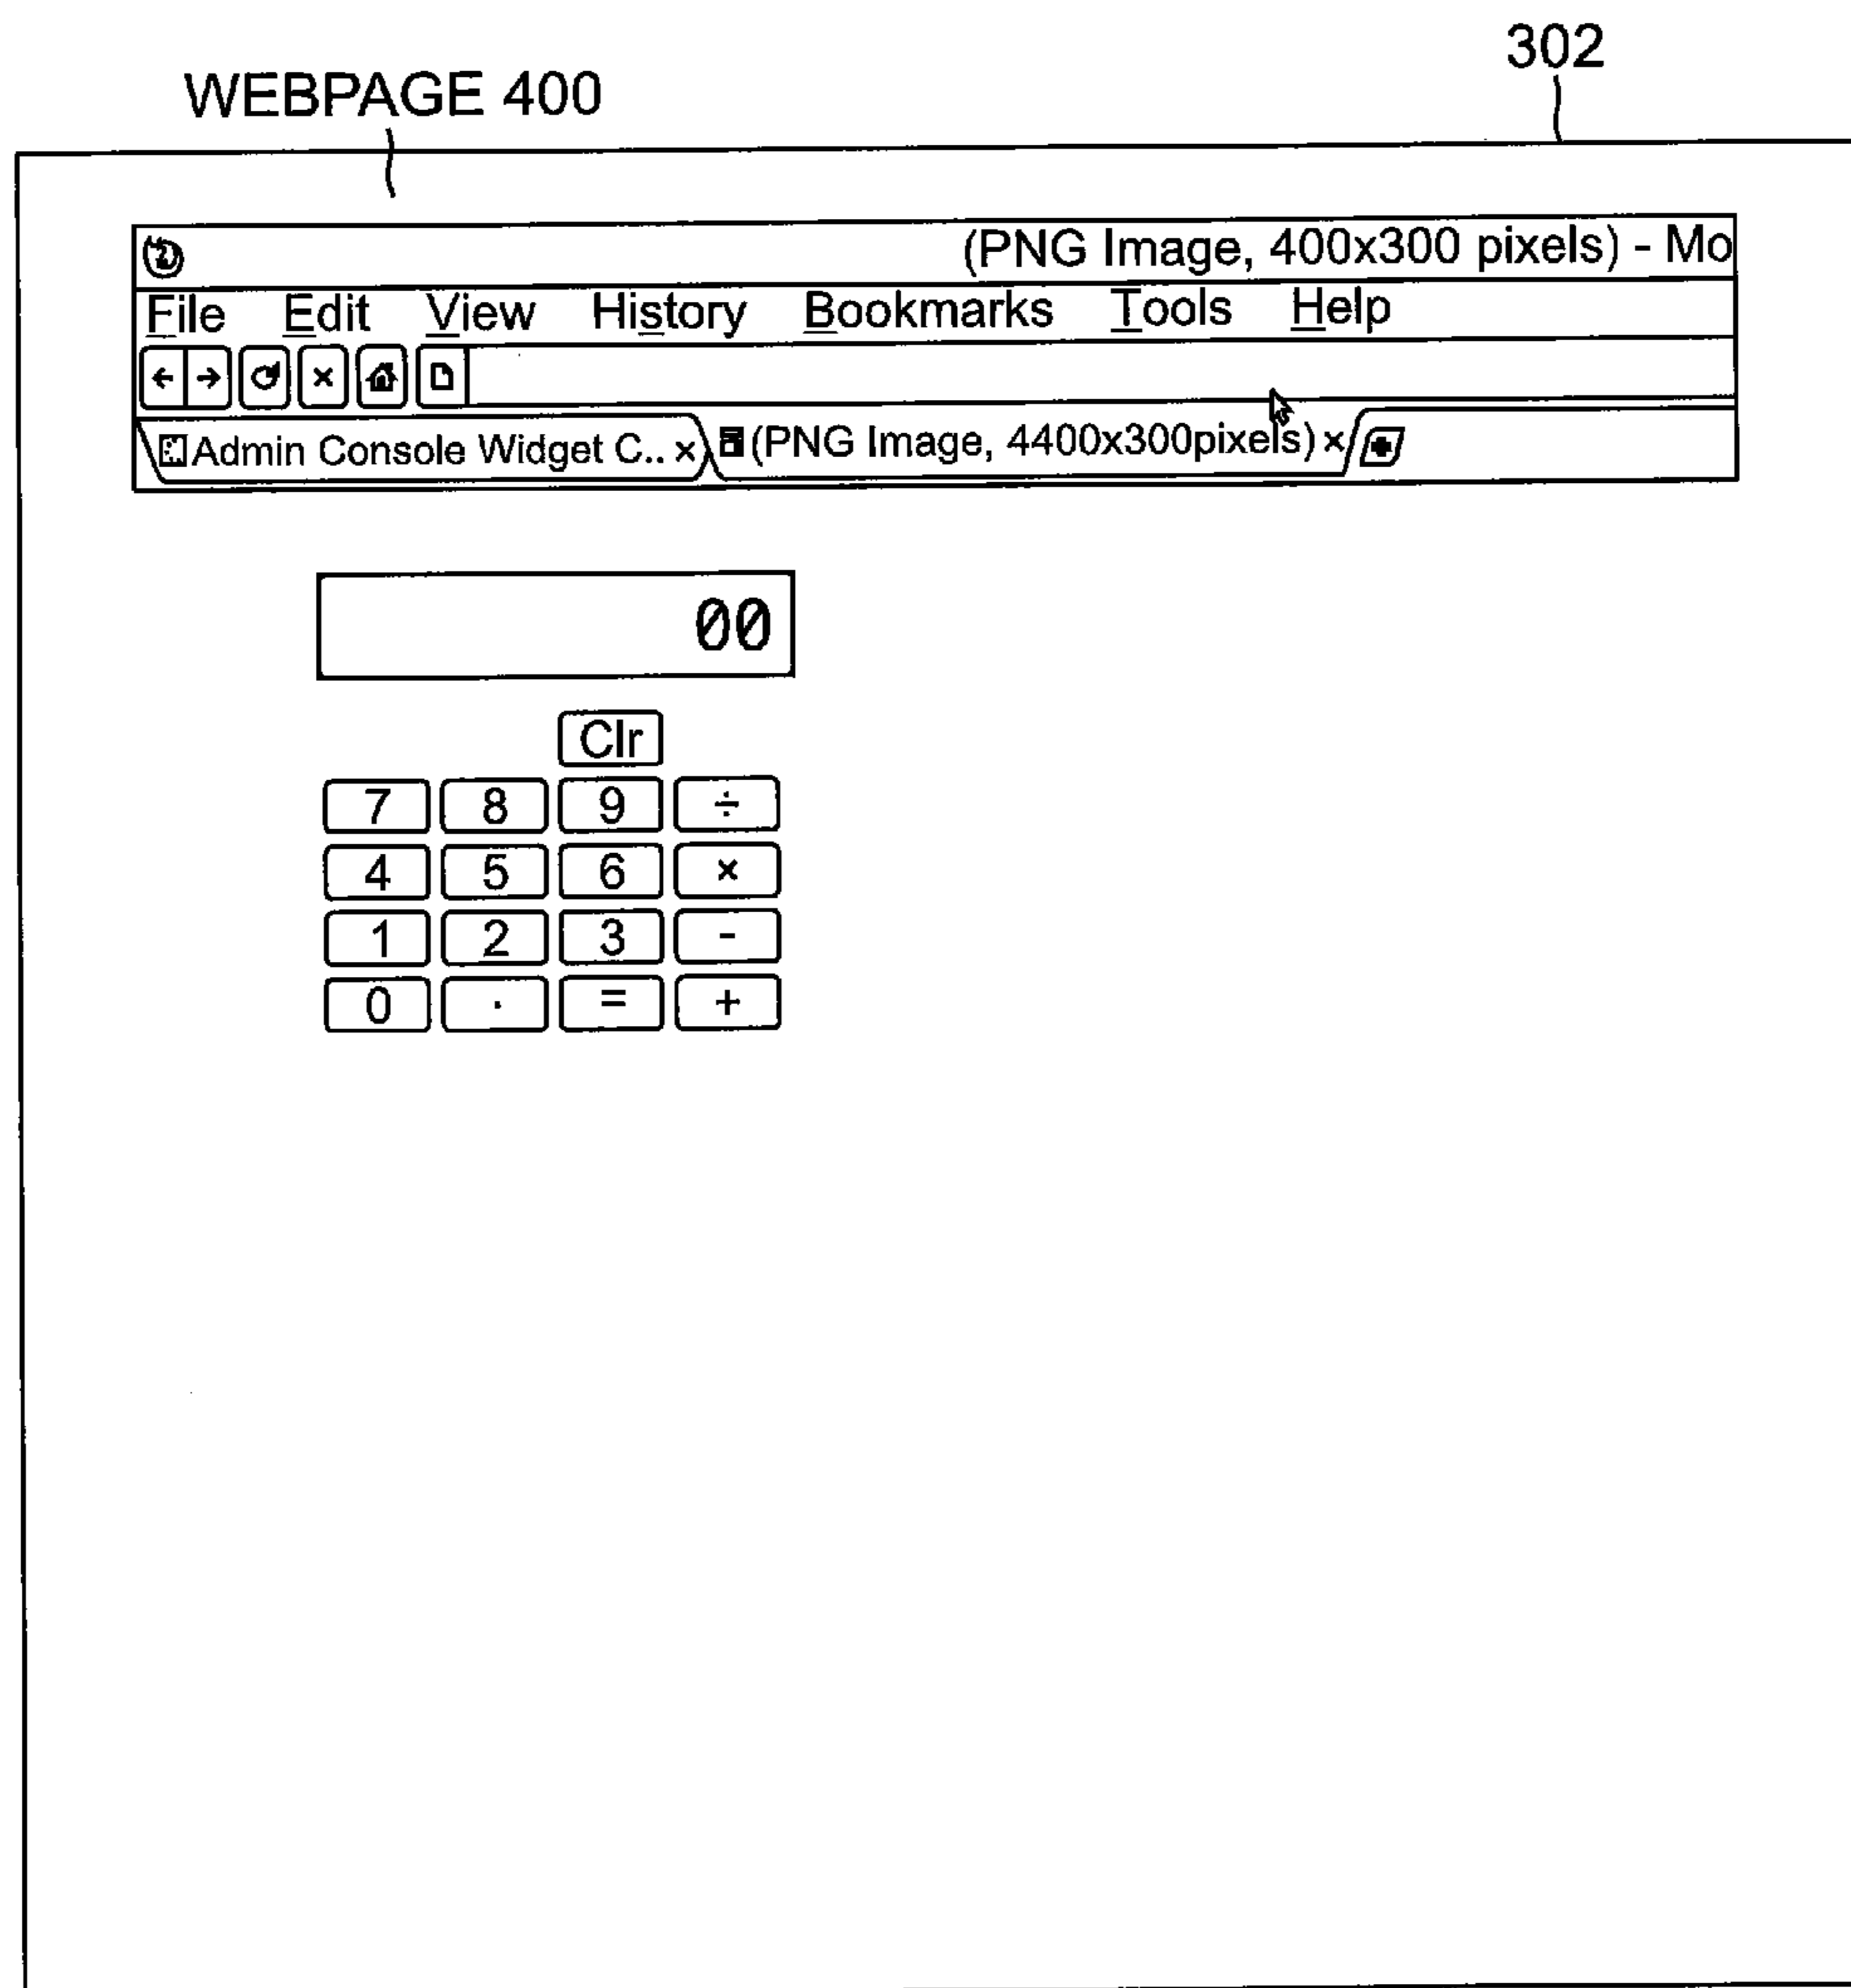 302
WEBPAGE 400
(PNG Image, 400x300 pixels) - Mo
File Edit View History Bookmarks Tools Help
Admin Console Widget C.. x (PNG Image, 4400x300pixels) x
00
Clr
7 8 9 ÷
4 5 6 ×
1 2 3 -
0 . = +